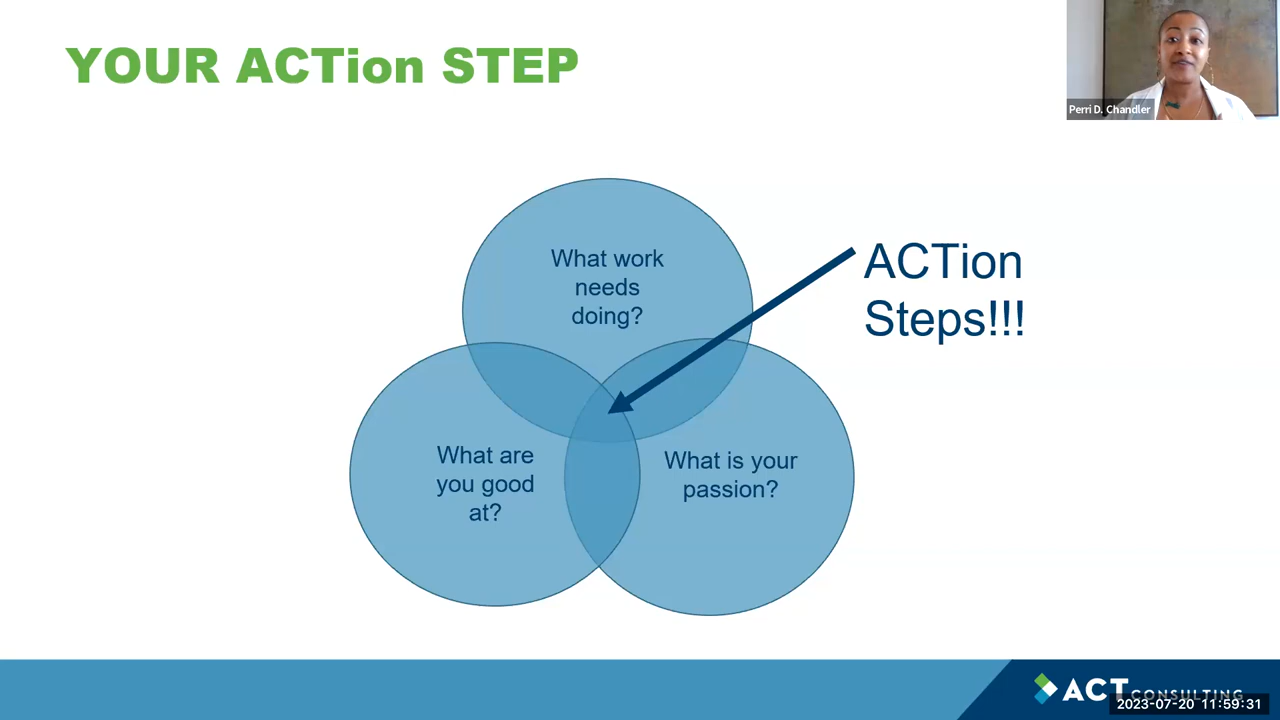 YOUR ACTion STEP
Perri D. Chandler
What work
needs
doing?
ACTion
Steps!!!
What are
you good
at?
What is your
passion?
ACT CONSULTING
2023-07-20 11:59:31